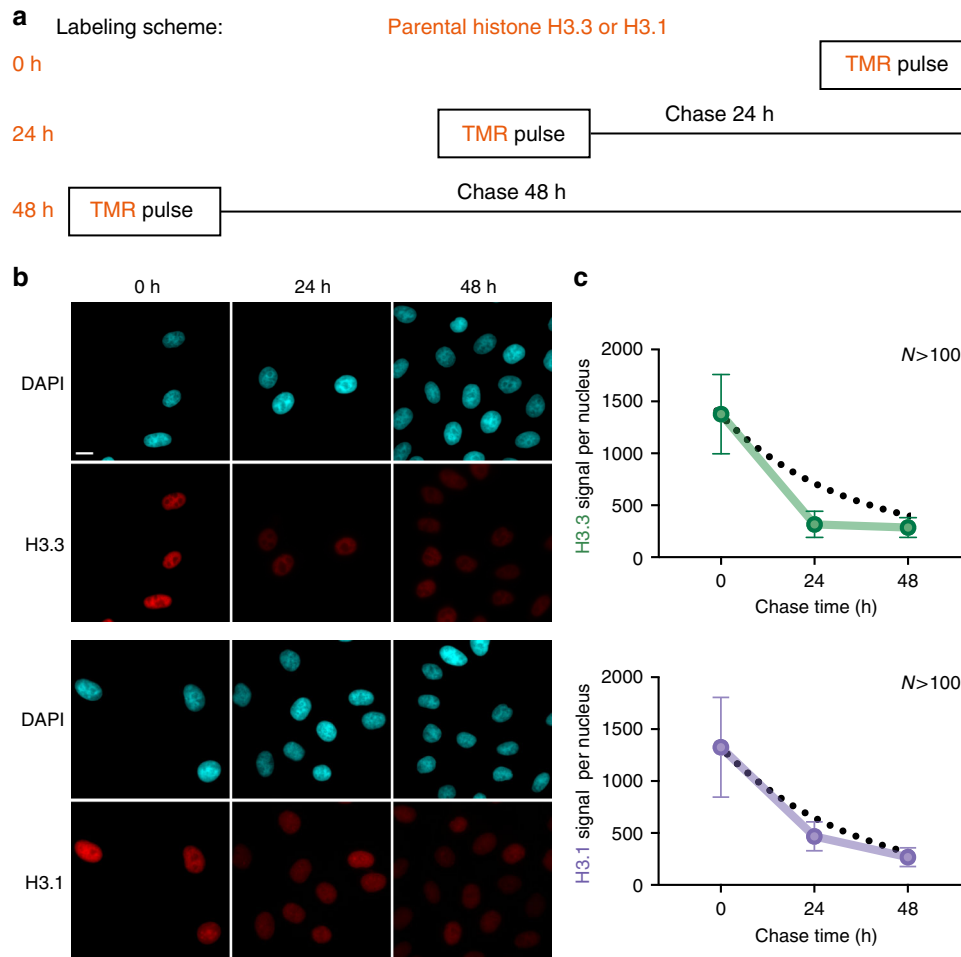 a
Labeling scheme: Parental histone H3.3 or H3.1
0 h TMR pulse
24 h TMR pulse Chase 24 h
48 h TMR pulse Chase 48 h
b
0 h 24 h 48 h
DAPI
H3.3
DAPI
H3.1
c
N>100
2000
1500
1000
500
0
H3.3 signal per nucleus
0 24 48
Chase time (h)
N>100
2000
1500
1000
500
0
H3.1 signal per nucleus
0 24 48
Chase time (h)